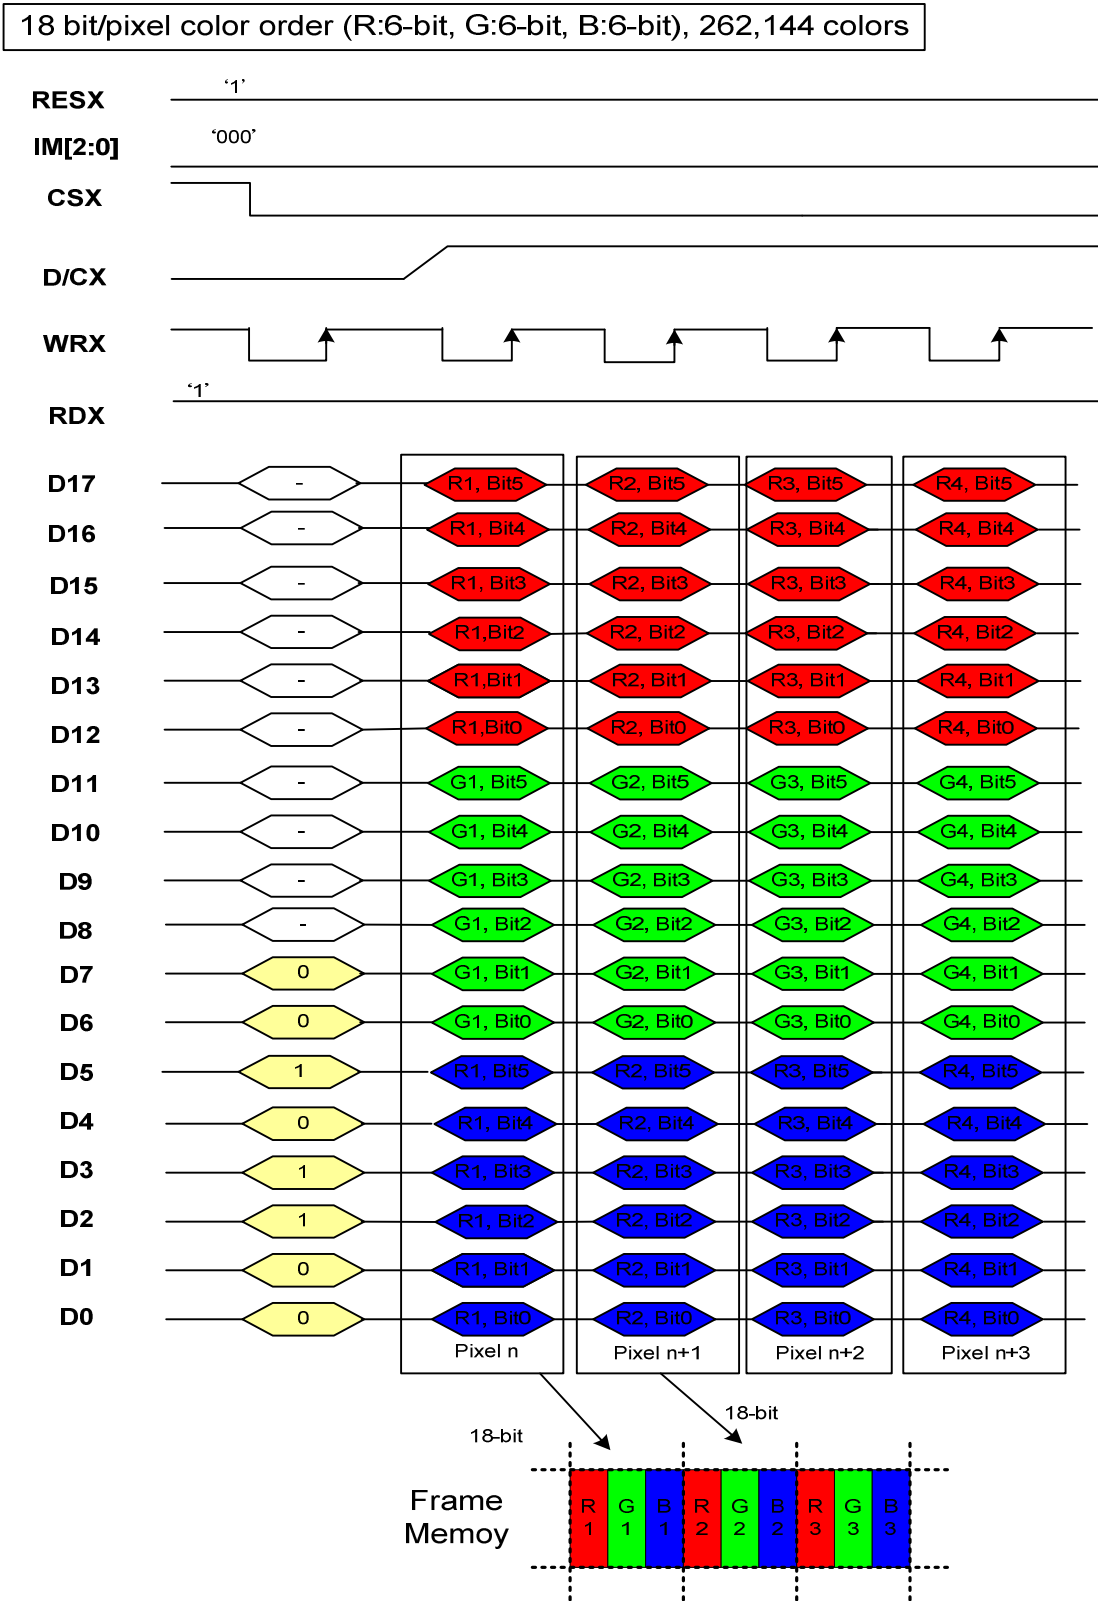 18 bit/pixel color order (R:6-bit, G:6-bit, B:6-bit), 262,144 colors
RESX ‘1’
IM[2:0] ‘000’
CSX
D/CX
WRX
RDX ‘1’
D17 - R1, Bit5 R2, Bit5 R3, Bit5 R4, Bit5
D16 - R1, Bit4 R2, Bit4 R3, Bit4 R4, Bit4
D15 - R1, Bit3 R2, Bit3 R3, Bit3 R4, Bit3
D14 - R1,Bit2 R2, Bit2 R3, Bit2 R4, Bit2
D13 - R1,Bit1 R2, Bit1 R3, Bit1 R4, Bit1
D12 - R1,Bit0 R2, Bit0 R3, Bit0 R4, Bit0
D11 - G1, Bit5 G2, Bit5 G3, Bit5 G4, Bit5
D10 - G1, Bit4 G2, Bit4 G3, Bit4 G4, Bit4
D9 - G1, Bit3 G2, Bit3 G3, Bit3 G4, Bit3
D8 - G1, Bit2 G2, Bit2 G3, Bit2 G4, Bit2
D7 0 G1, Bit1 G2, Bit1 G3, Bit1 G4, Bit1
D6 0 G1, Bit0 G2, Bit0 G3, Bit0 G4, Bit0
D5 1 R1, Bit5 R2, Bit5 R3, Bit5 R4, Bit5
D4 0 R1, Bit4 R2, Bit4 R3, Bit4 R4, Bit4
D3 1 R1, Bit3 R2, Bit3 R3, Bit3 R4, Bit3
D2 1 R1, Bit2 R2, Bit2 R3, Bit2 R4, Bit2
D1 0 R1, Bit1 R2, Bit1 R3, Bit1 R4, Bit1
D0 0 R1, Bit0 R2, Bit0 R3, Bit0 R4, Bit0
Pixel n Pixel n+1 Pixel n+2 Pixel n+3
18-bit 18-bit
Frame
Memoy
R G B R G B R G B
1 1 1 2 2 2 3 3 3